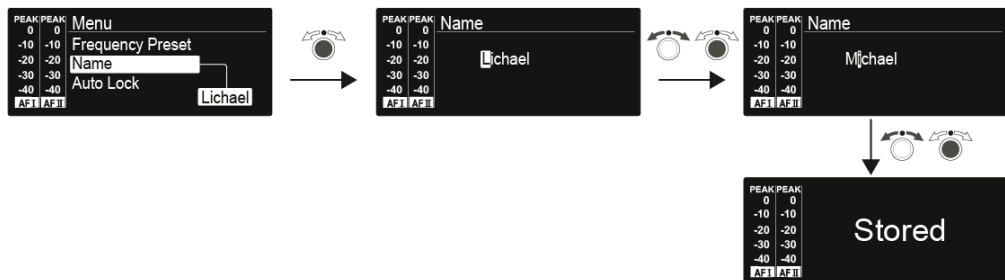 PEAK PEAK
0 0
-10 -10
-20 -20
-30 -30
-40 -40
AF I AF II
Menu
Frequency Preset
Name
Auto Lock
Lichael
PEAK PEAK
0 0
-10 -10
-20 -20
-30 -30
-40 -40
AF I AF II
Name
Lichael
PEAK PEAK
0 0
-10 -10
-20 -20
-30 -30
-40 -40
AF I AF II
Name
Michael
PEAK PEAK
0 0
-10 -10
-20 -20
-30 -30
-40 -40
AF I AF II
Stored